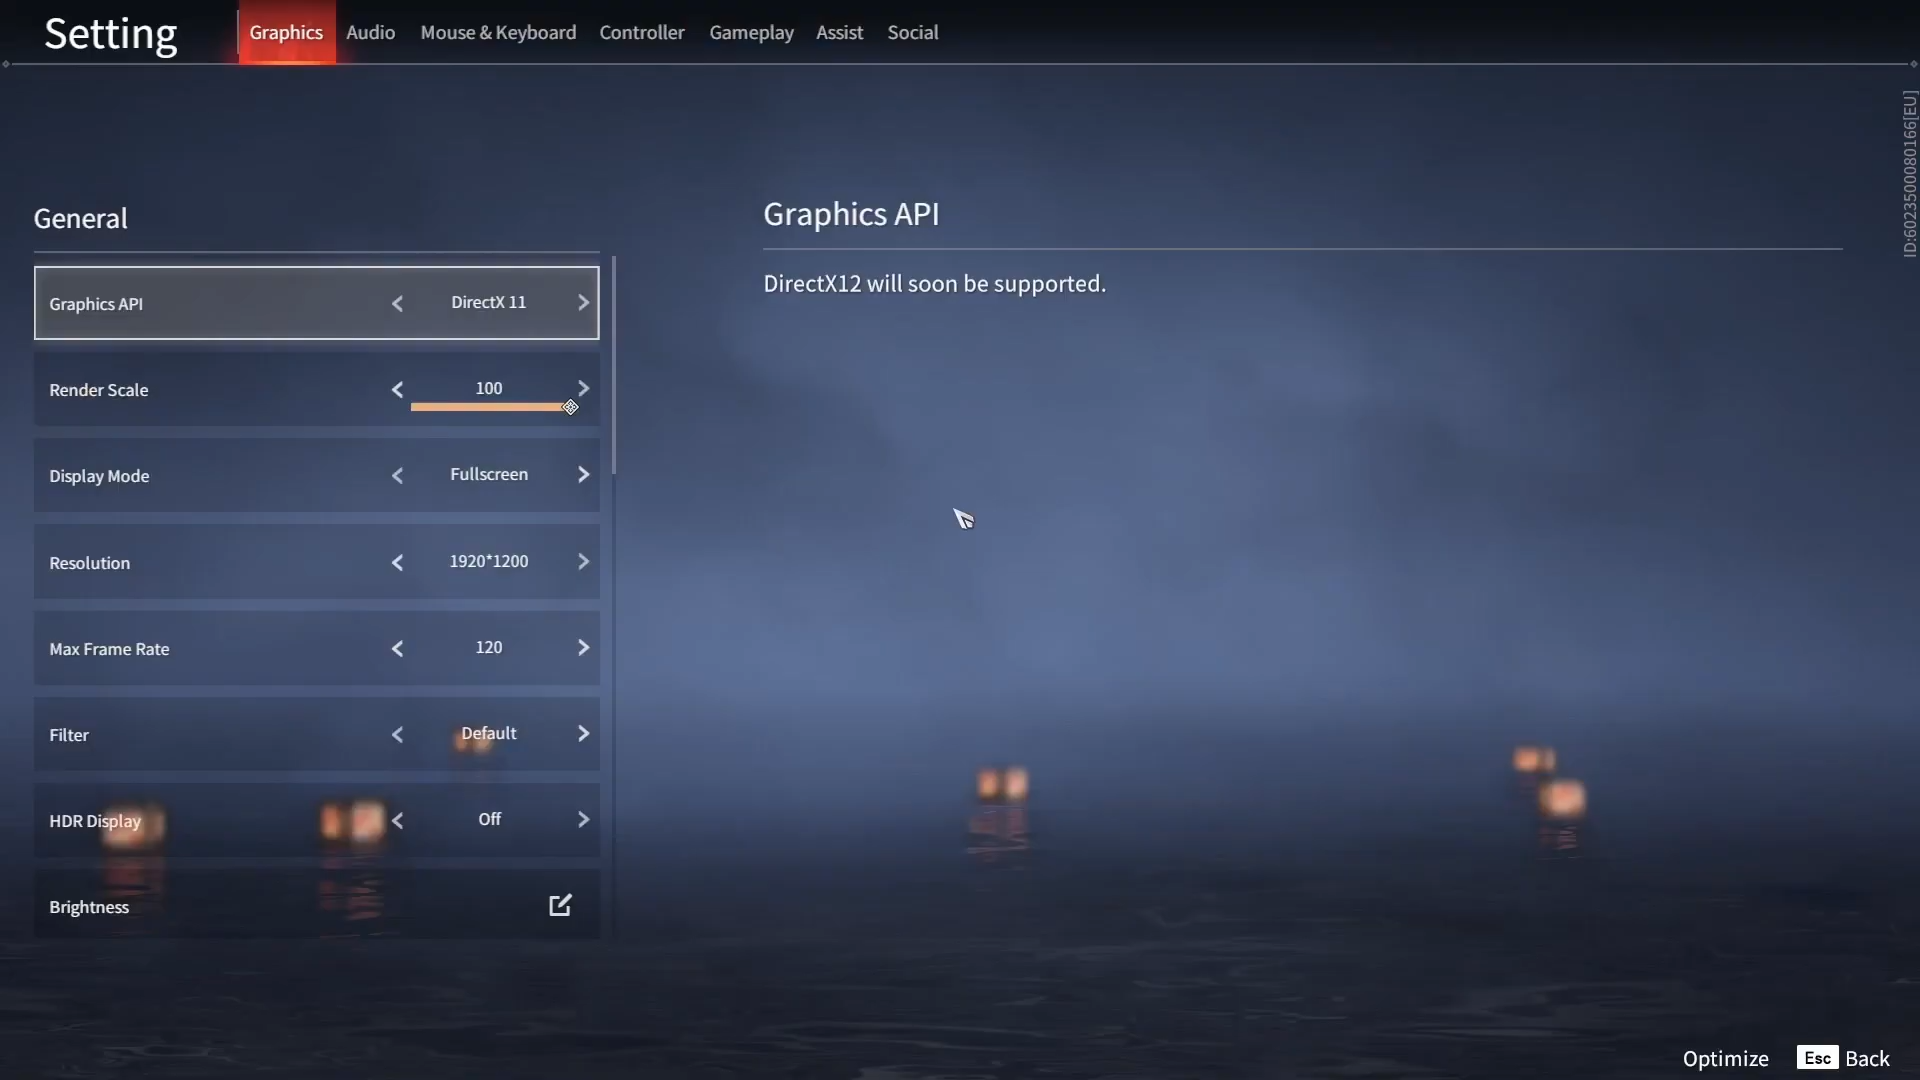 Setting
Graphics
Audio
Mouse & Keyboard
Controller
Gameplay
Assist
Social
ID:602350008​0166[EU]
General
Graphics API
DirectX 11
Render Scale
100
Display Mode
Fullscreen
Resolution
1920*1200
Max Frame Rate
120
Filter
Default
HDR Display
Off
Brightness
Graphics API
DirectX12 will soon be supported.
Optimize
Esc Back